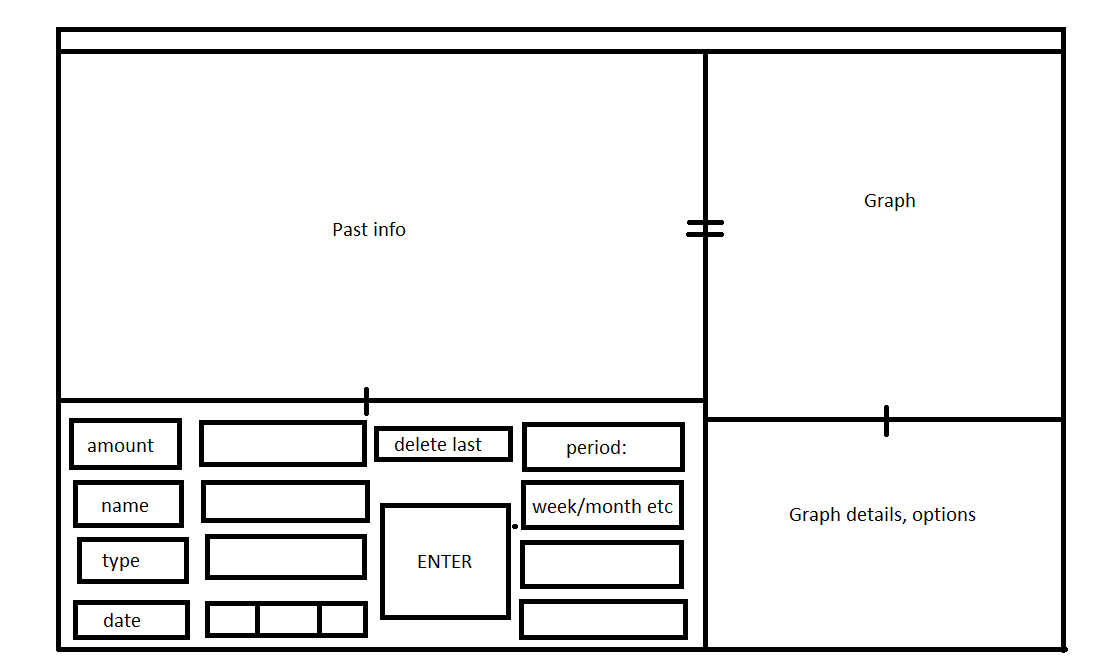 Past info
Graph
amount
delete last
period:
name
week/month etc
type
ENTER
date
Graph details, options